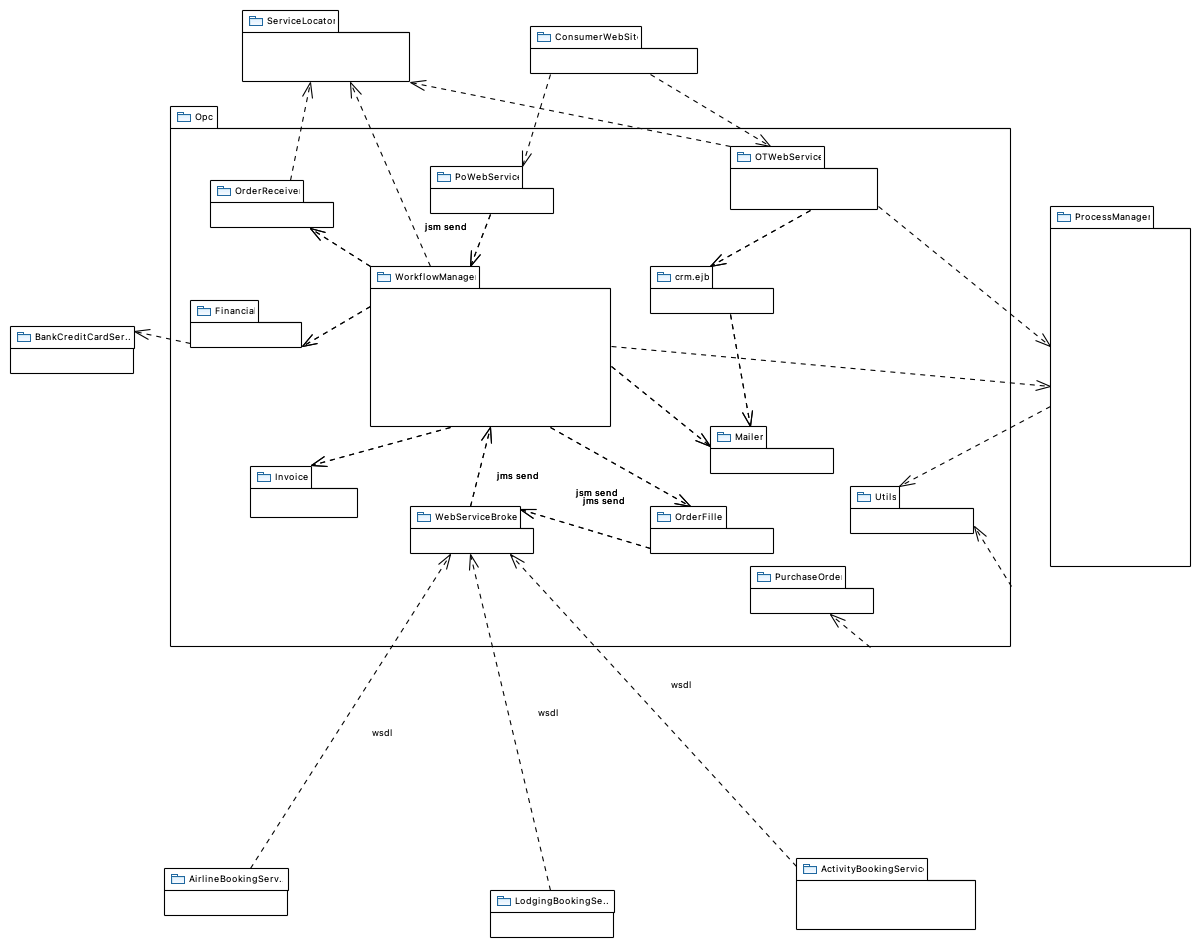 ServiceLocator
ConsumerWebSit
Opc
OTWebService
PoWebService
OrderReceive
ProcessManager
jsm send
WorkflowManage
crm.ejb
Financia
BankCreditCardSer..
Mailer
Invoice
jms send
Utils
jsm send
jms send
WebServiceBroke
OrderFille
PurchaseOrde
wsdl
wsdl
wsdl
ActivityBookingServic
AirlineBookingServ.
LodgingBookingSe..